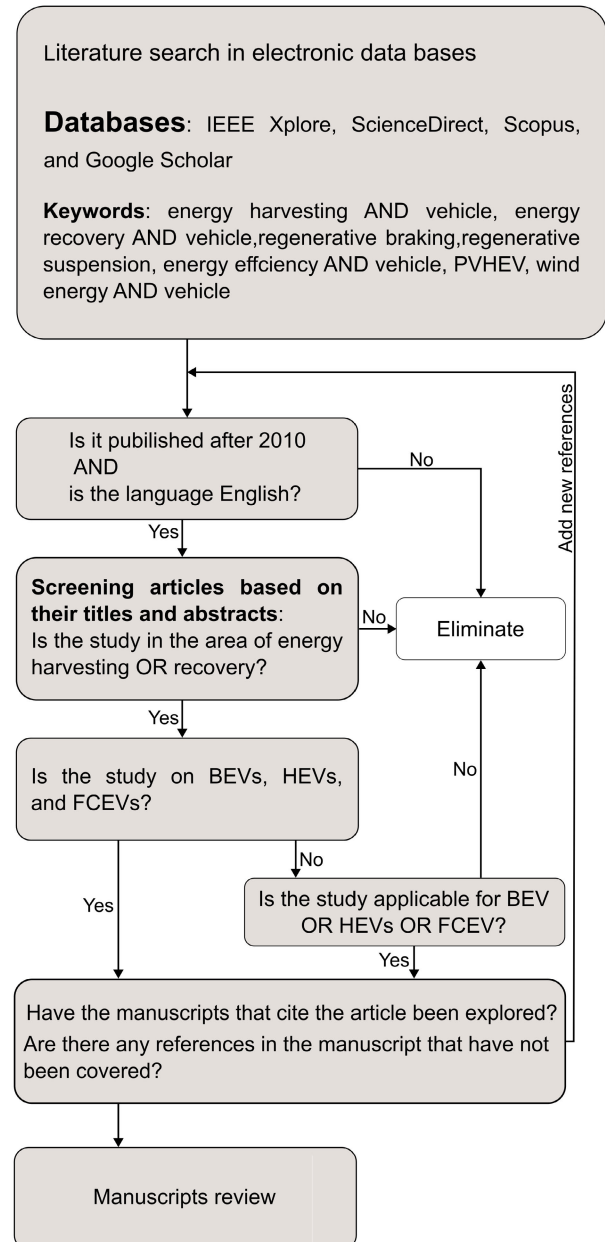 Literature search in electronic data bases
Databases: IEEE Xplore, ScienceDirect, Scopus,
and Google Scholar
Keywords: energy harvesting AND vehicle, energy
recovery AND vehicle,regenerative braking,regenerative
suspension, energy effciency AND vehicle, PVHEV, wind
energy AND vehicle
Add new references
Is it pubilished after 2010
AND
is the language English?
No
Yes
Screening articles based on
their titles and abstracts:
Is the study in the area of energy
harvesting OR recovery?
No
Eliminate
Yes
Is the study on BEVs, HEVs,
and FCEVs?
No
No
Yes
Is the study applicable for BEV
OR HEVs OR FCEV?
Yes
Have the manuscripts that cite the article been explored?
Are there any references in the manuscript that have not
been covered?
Manuscripts review